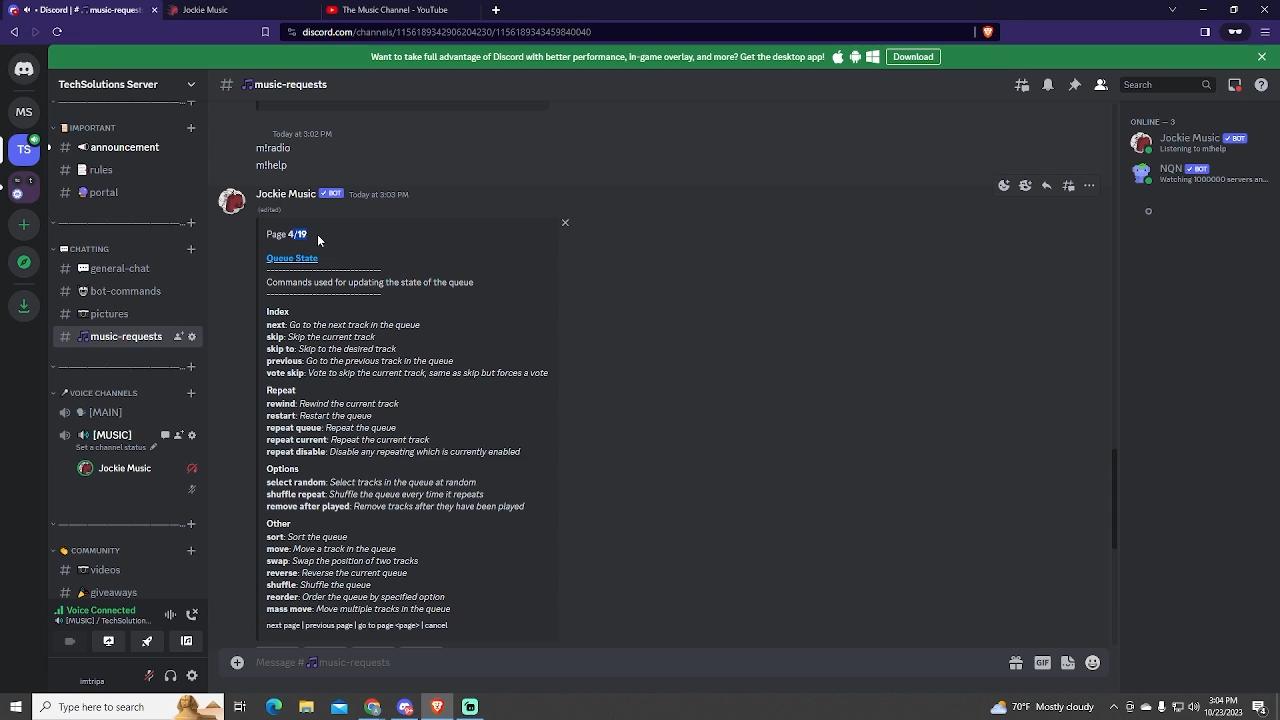 Discord | # 🎵music-reques
Jockie Music
The Music Channel - YouTube
discord.com/channels/1156189342906204230/1156189343459840040
Want to take full advantage of Discord with better performance, in-game overlay, and more? Get the desktop app!
Download
MS
TS
TechSolutions Server
IMPORTANT
announcement
rules
portal
CHATTING
general-chat
bot-commands
pictures
music-requests
VOICE CHANNELS
[MAIN]
[MUSIC]
Set a channel status
Jockie Music
COMMUNITY
videos
giveaways
Voice Connected
[MUSIC] / TechSolution...
imtripa
# 🎵music-requests
Search
Today at 3:02 PM
m!radio
m!help
Jockie Music ✓ BOT Today at 3:03 PM
(edited)
Page 4/19
Queue State
Commands used for updating the state of the queue
Index
next: Go to the next track in the queue
skip: Skip the current track
skip to: Skip to the desired track
previous: Go to the previous track in the queue
vote skip: Vote to skip the current track, same as skip but forces a vote
Repeat
rewind: Rewind the current track
restart: Restart the queue
repeat queue: Repeat the queue
repeat current: Repeat the current track
repeat disable: Disable any repeating which is currently enabled
Options
select random: Select tracks in the queue at random
shuffle repeat: Shuffle the queue every time it repeats
remove after played: Remove tracks after they have been played
Other
sort: Sort the queue
move: Move a track in the queue
swap: Swap the position of two tracks
reverse: Reverse the current queue
shuffle: Shuffle the queue
reorder: Order the queue by specified option
mass move: Move multiple tracks in the queue
next page | previous page | go to page <page> | cancel
Message # 🎵music-requests
GIF
ONLINE — 3
Jockie Music ✓ BOT
Listening to m!help
NQN ✓ BOT
Watching 1000000 servers an...
Type here to search
70°F Mostly cloudy
3:04 PM
10/23/2023